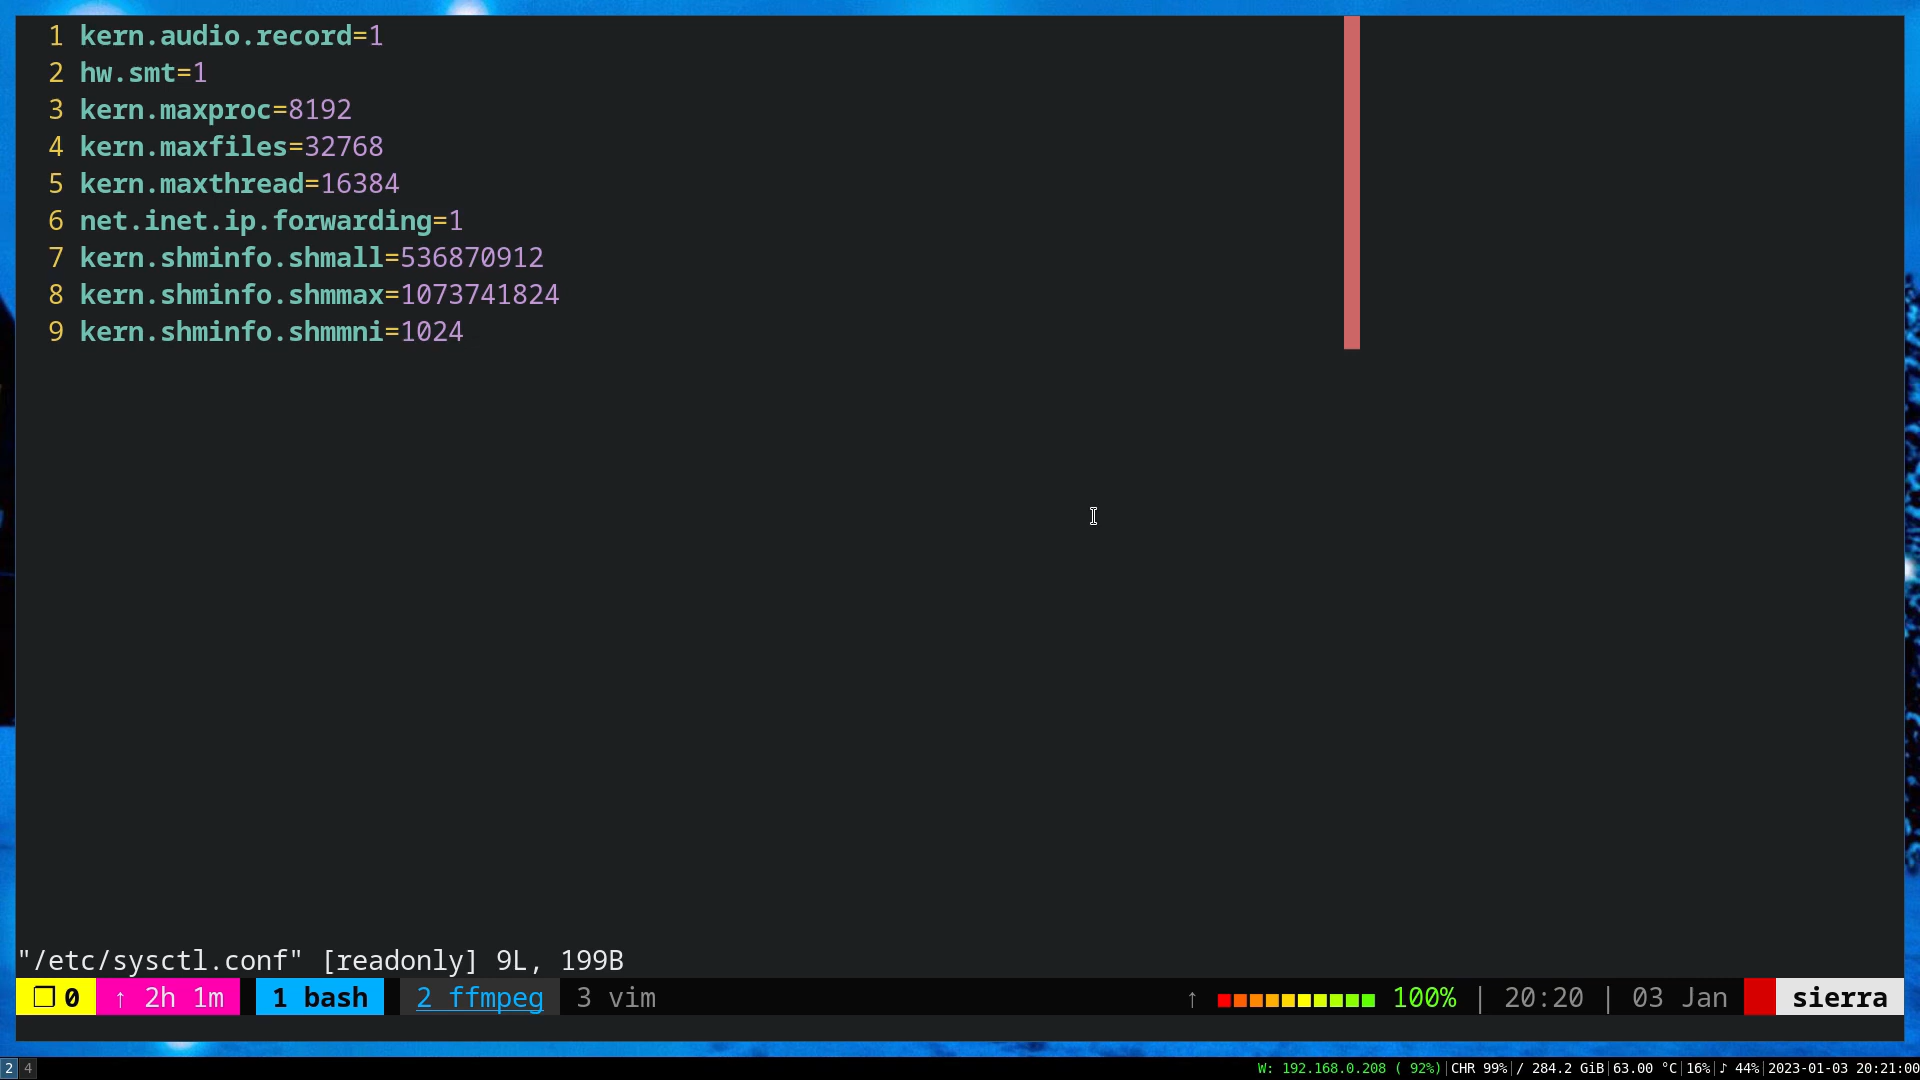 1 kern.audio.record=1
2 hw.smt=1
3 kern.maxproc=8192
4 kern.maxfiles=32768
5 kern.maxthread=16384
6 net.inet.ip.forwarding=1
7 kern.shminfo.shmall=536870912
8 kern.shminfo.shmmax=1073741824
9 kern.shminfo.shmmni=1024
"/etc/sysctl.conf" [readonly] 9L, 199B
❐ 0 ↑ 2h 1m 1 bash 2 ffmpeg 3 vim ↑ 100% | 20:20 | 03 Jan sierra
2 4 W: 192.168.0.208 ( 92%)|CHR 99%|/ 284.2 GiB|63.00 °C|16%|♪ 44%|2023-01-03 20:21:00